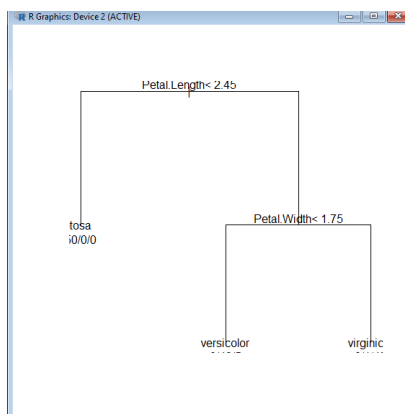 R Graphics: Device 2 (ACTIVE)
Petal.Length< 2.45
tosa
Petal.Width< 1.75
versicolor
virginic